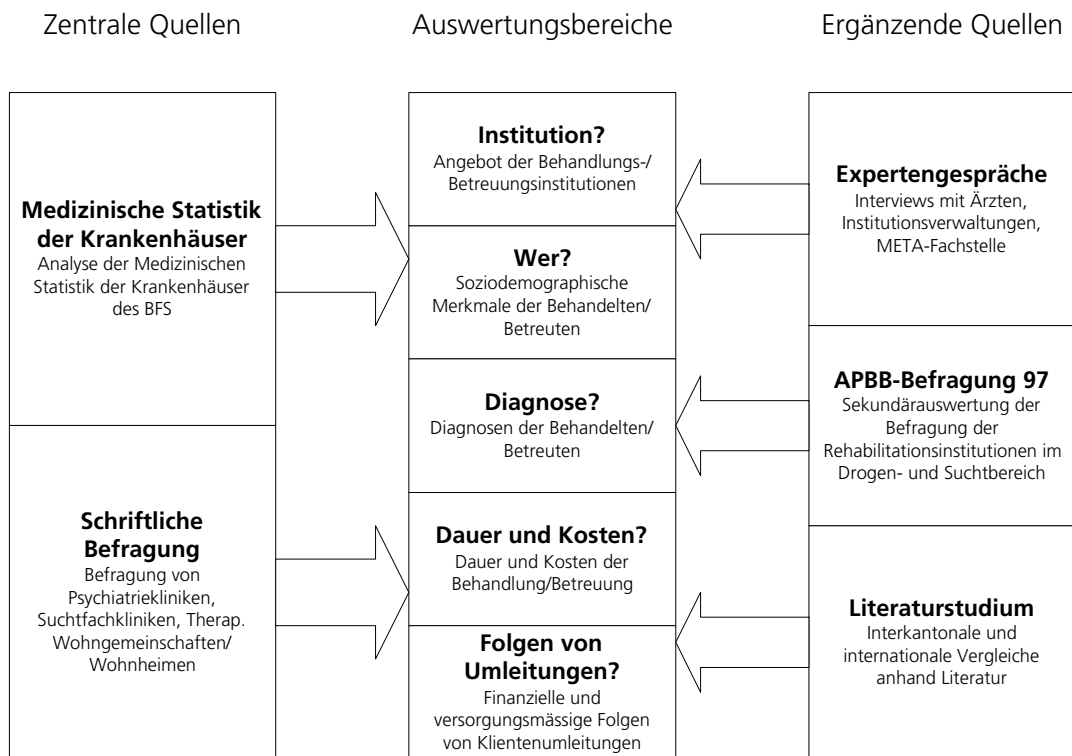 Zentrale Quellen
Auswertungsbereiche
Ergänzende Quellen
Medizinische Statistik
der Krankenhäuser
Analyse der Medizinischen
Statistik der Krankenhäuser
des BFS
Schriftliche
Befragung
Befragung von
Psychiatriekliniken,
Suchtfachkliniken, Therap.
Wohngemeinschaften/
Wohnheimen
Institution?
Angebot der Behandlungs-/
Betreuungsinstitutionen
Wer?
Soziodemographische
Merkmale der Behandelten/
Betreuten
Diagnose?
Diagnosen der Behandelten/
Betreuten
Dauer und Kosten?
Dauer und Kosten der
Behandlung/Betreuung
Folgen von
Umleitungen?
Finanzielle und
versorgungsmässige Folgen
von Klientenumleitungen
Expertengespräche
Interviews mit Ärzten,
Institutionsverwaltungen,
META-Fachstelle
APBB-Befragung 97
Sekundärauswertung der
Befragung der
Rehabilitationsinstitutionen im
Drogen- und Suchtbereich
Literaturstudium
Interkantonale und
internationale Vergleiche
anhand Literatur